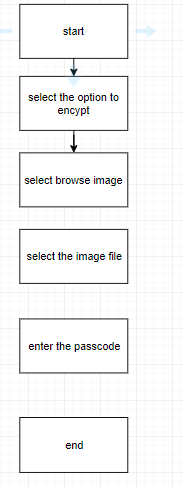 start
select the option to
encypt
select browse image
select the image file
enter the passcode
end